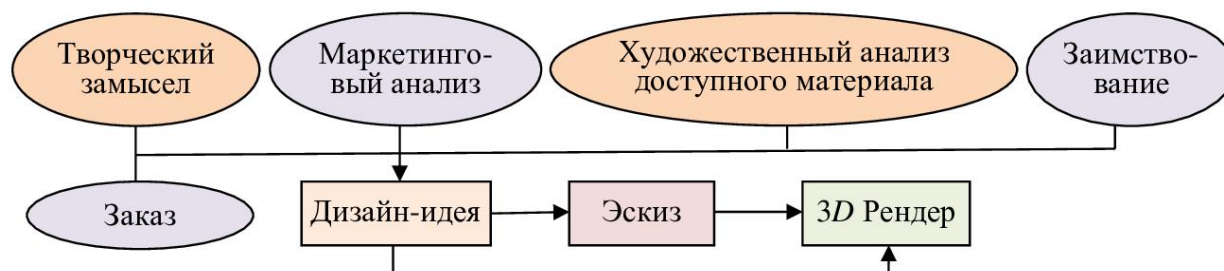 Творческий
замысел
Маркетинго-
вый анализ
Художественный анализ
доступного материала
Заимство-
вание
Заказ
Дизайн-идея
Эскиз
3D Рендер